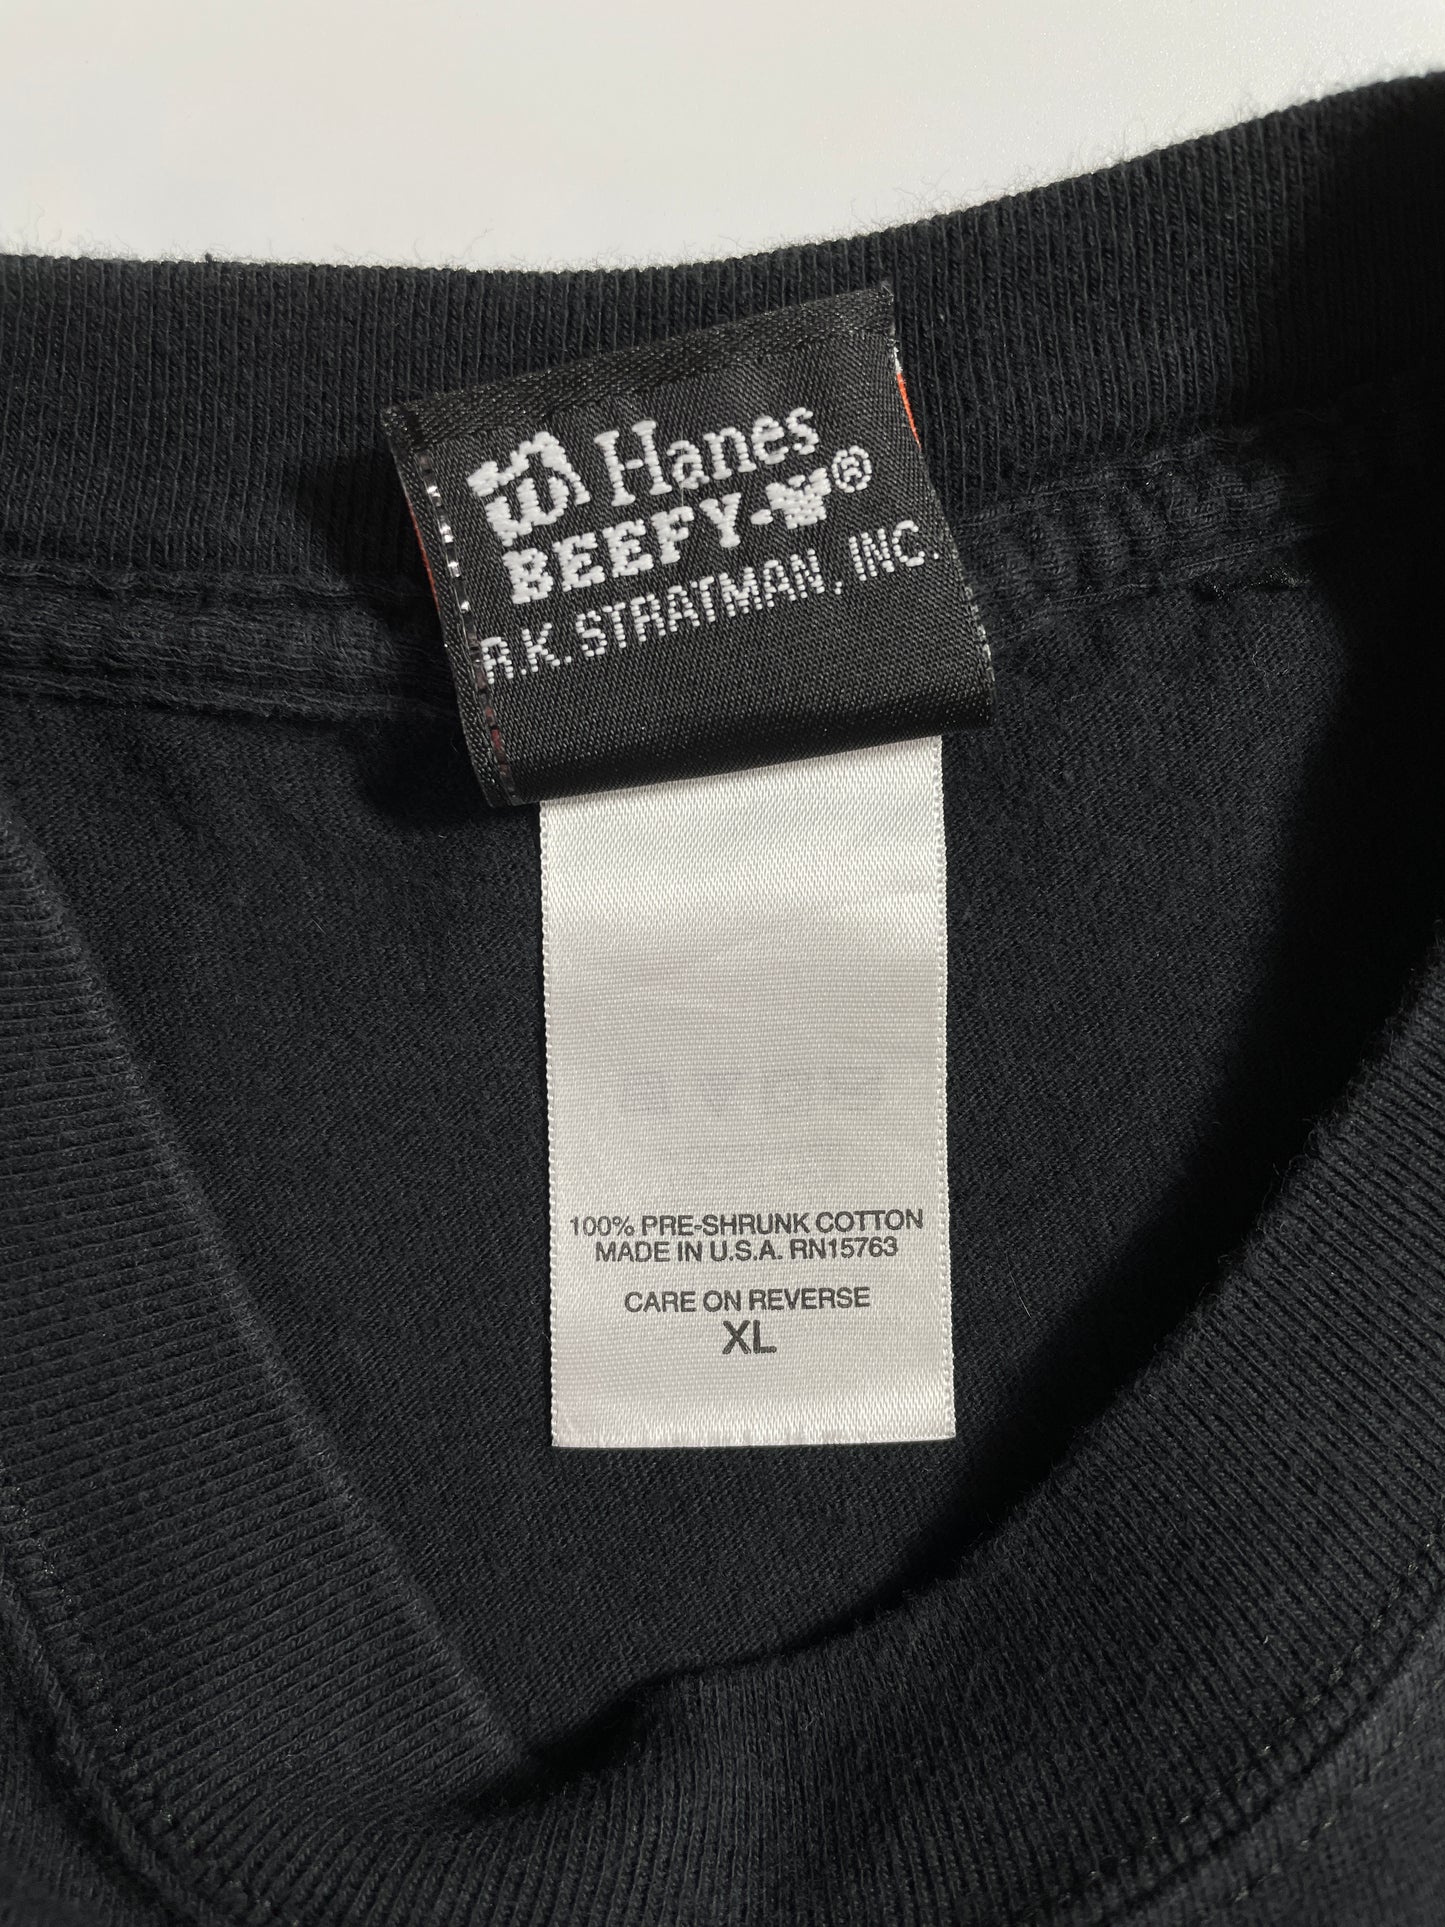 Hanes
BEEFY-T®
R.K. STRATMAN, INC.
100% PRE-SHRUNK COTTON
MADE IN U.S.A. RN15763
CARE ON REVERSE
XL